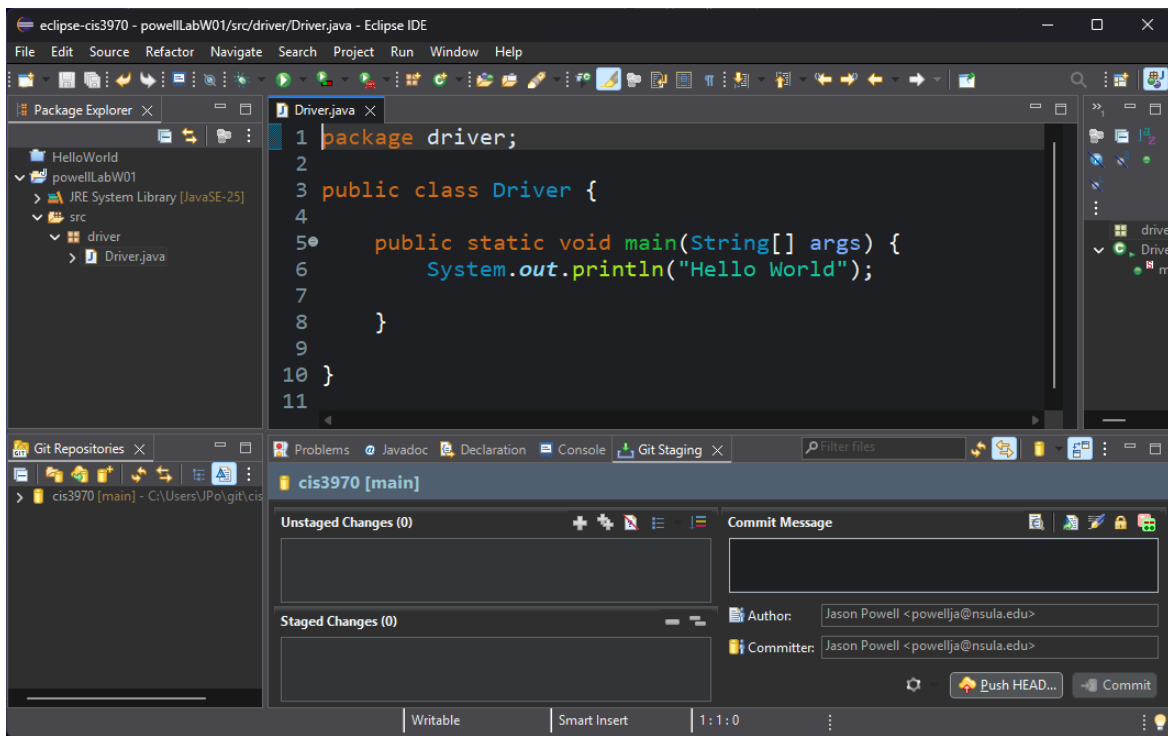 eclipse-cis3970 - powellLabW01/src/driver/Driver.java - Eclipse IDE
File Edit Source Refactor Navigate Search Project Run Window Help
Package Explorer
HelloWorld
powellLabW01
JRE System Library [JavaSE-25]
src
driver
Driver.java
Driver.java
1 package driver;
2
3 public class Driver {
4
5 public static void main(String[] args) {
6 System.out.println("Hello World");
7
8 }
9
10 }
11
drive
Drive
m
Git Repositories
cis3970 [main] - C:\Users\JPo\git\cis
Problems Javadoc Declaration Console Git Staging
Filter files
cis3970 [main]
Unstaged Changes (0)
Staged Changes (0)
Commit Message
Author: Jason Powell <powellja@nsula.edu>
Committer: Jason Powell <powellja@nsula.edu>
Push HEAD... Commit
Writable Smart Insert 1 : 1 : 0